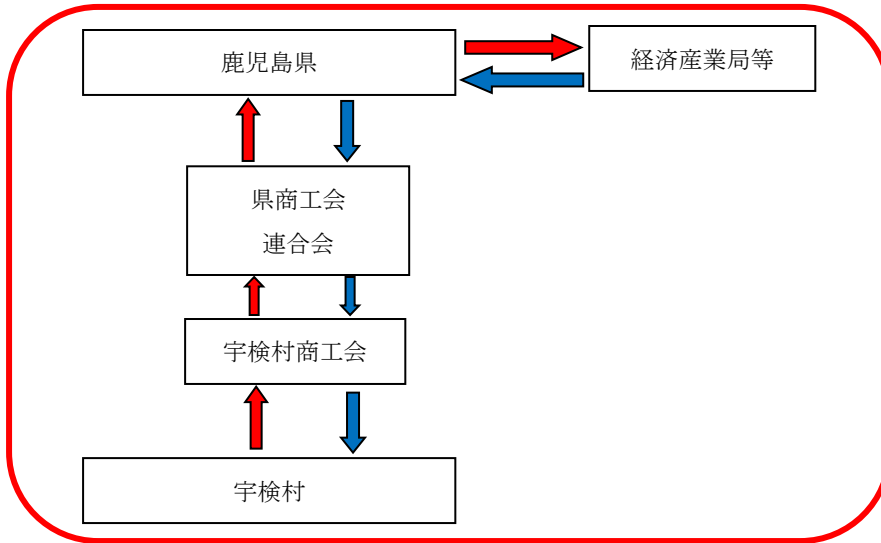 鹿児島県
経済産業局等
県商工会
連合会
宇検村商工会
宇検村